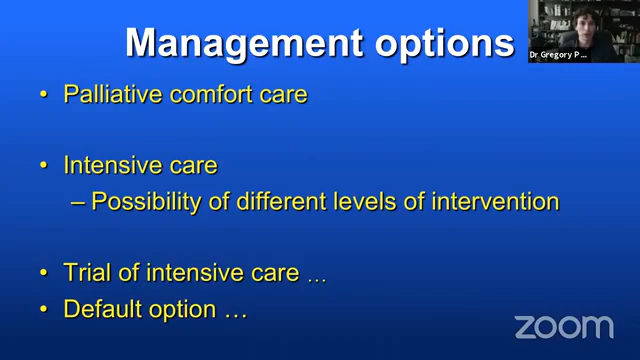 Management options
Dr Gregory P ...
• Palliative comfort care
• Intensive care
– Possibility of different levels of intervention
• Trial of intensive care ...
• Default option ...
zoom